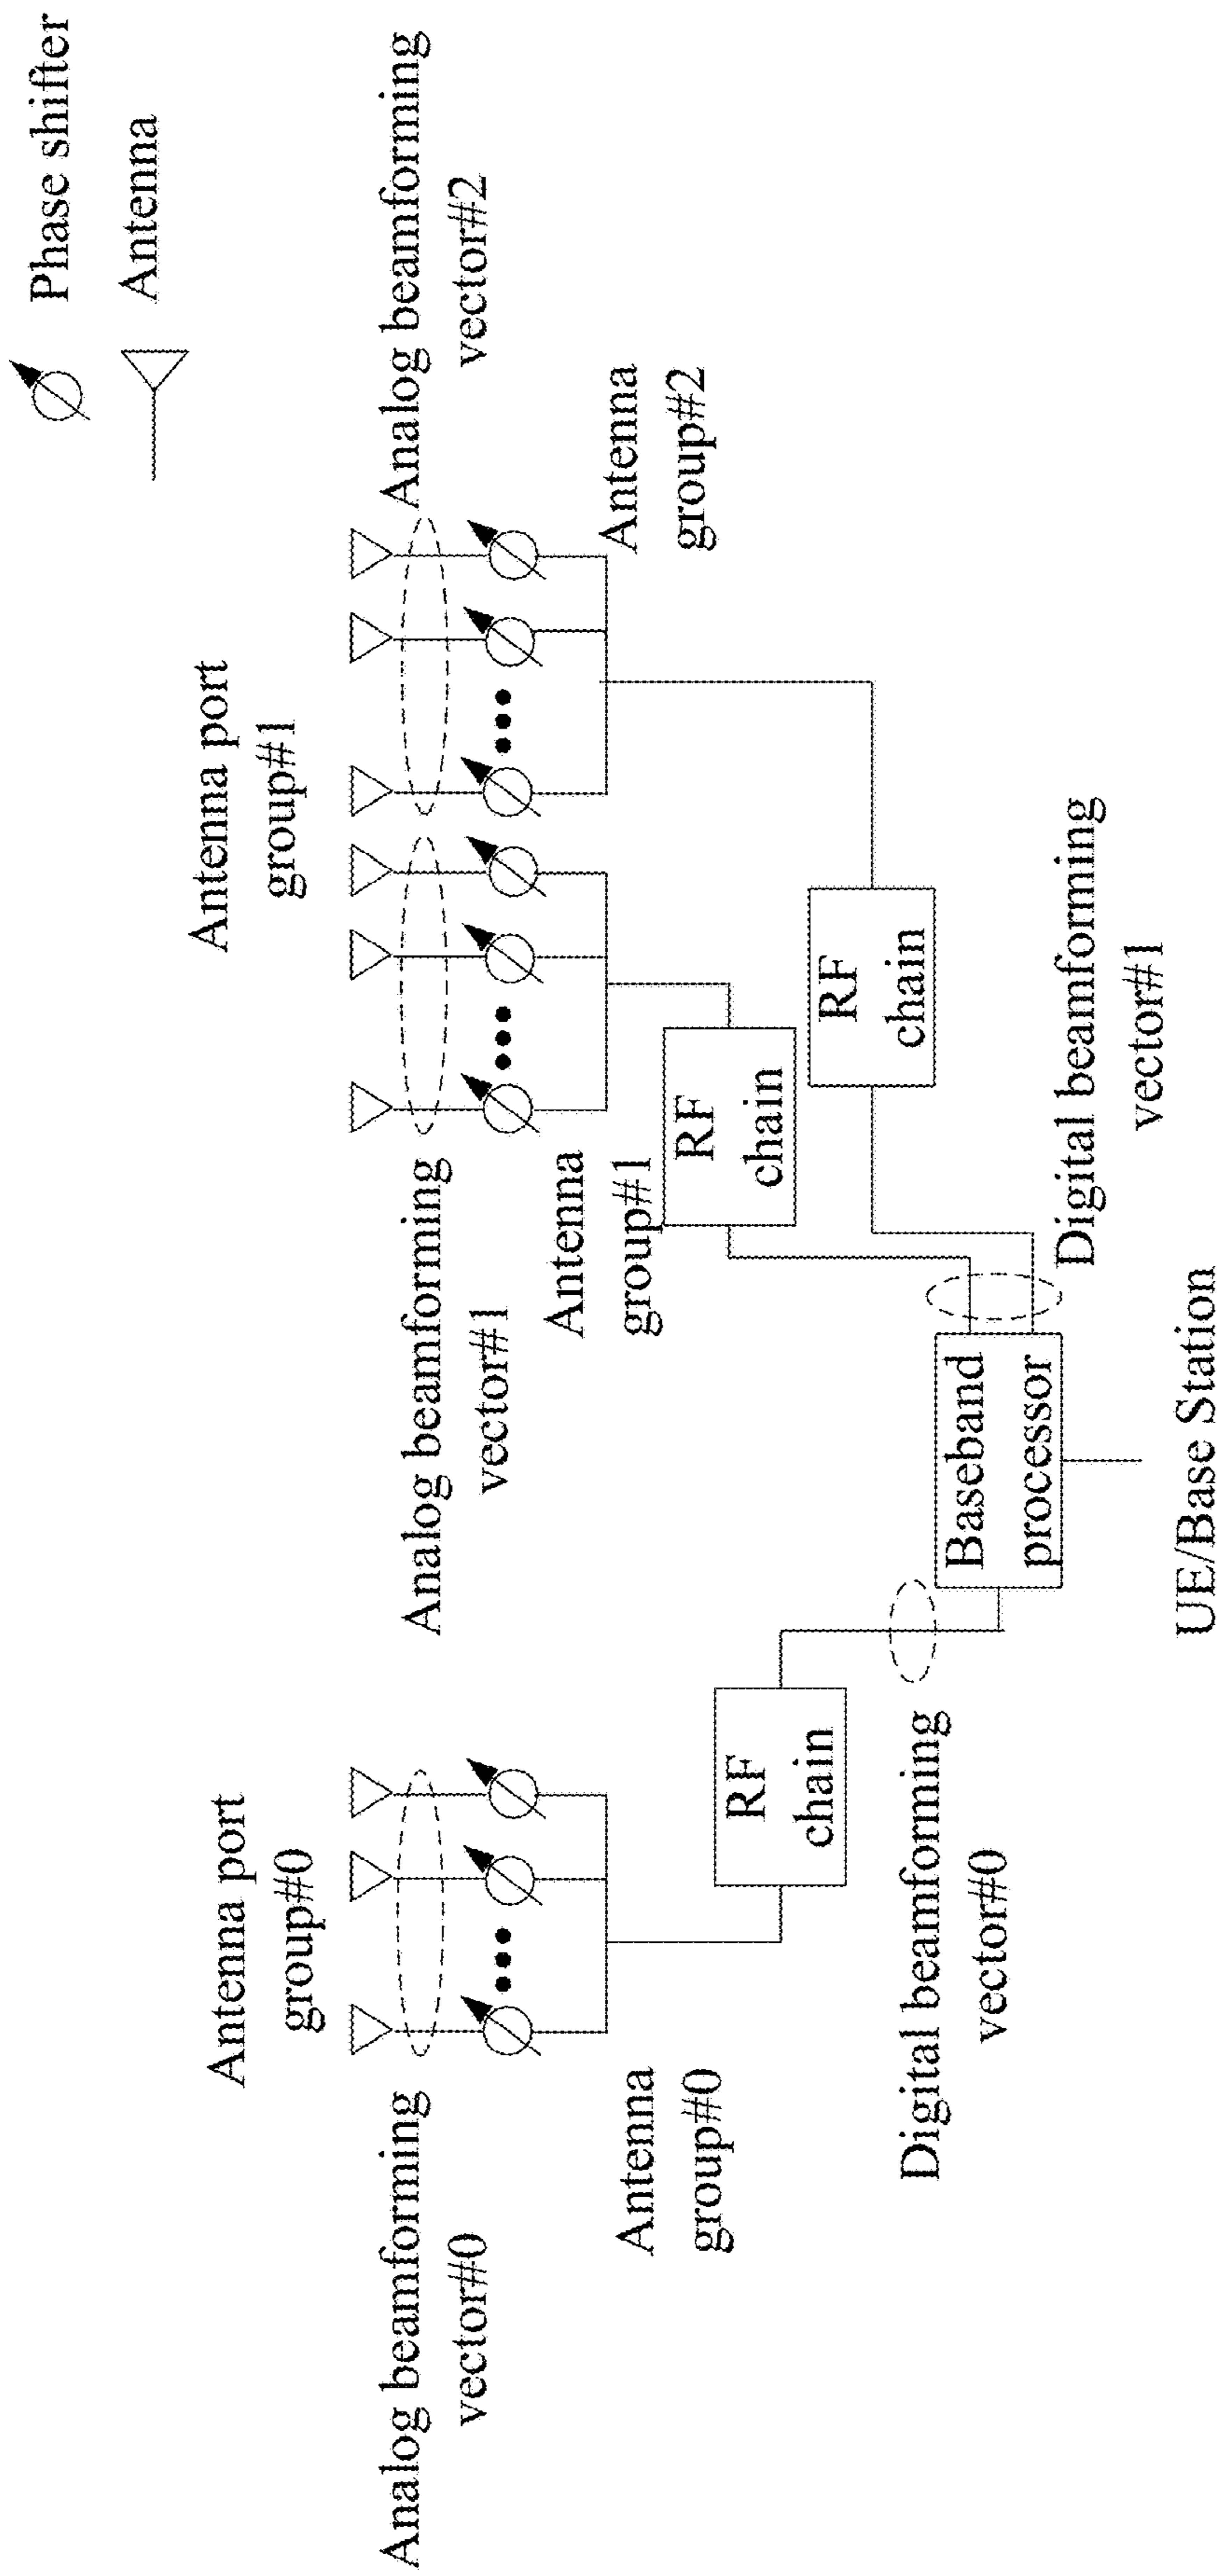 Phase shifter
Antenna
Antenna port
group#0
Antenna port
group#1
Analog beamforming
vector#0
Analog beamforming
vector#1
Analog beamforming
vector#2
Antenna
group#0
Antenna
group#1
Antenna
group#2
RF
chain
RF
chain
RF
chain
Digital beamforming
vector#0
Baseband
processor
Digital beamforming
vector#1
UE/Base Station